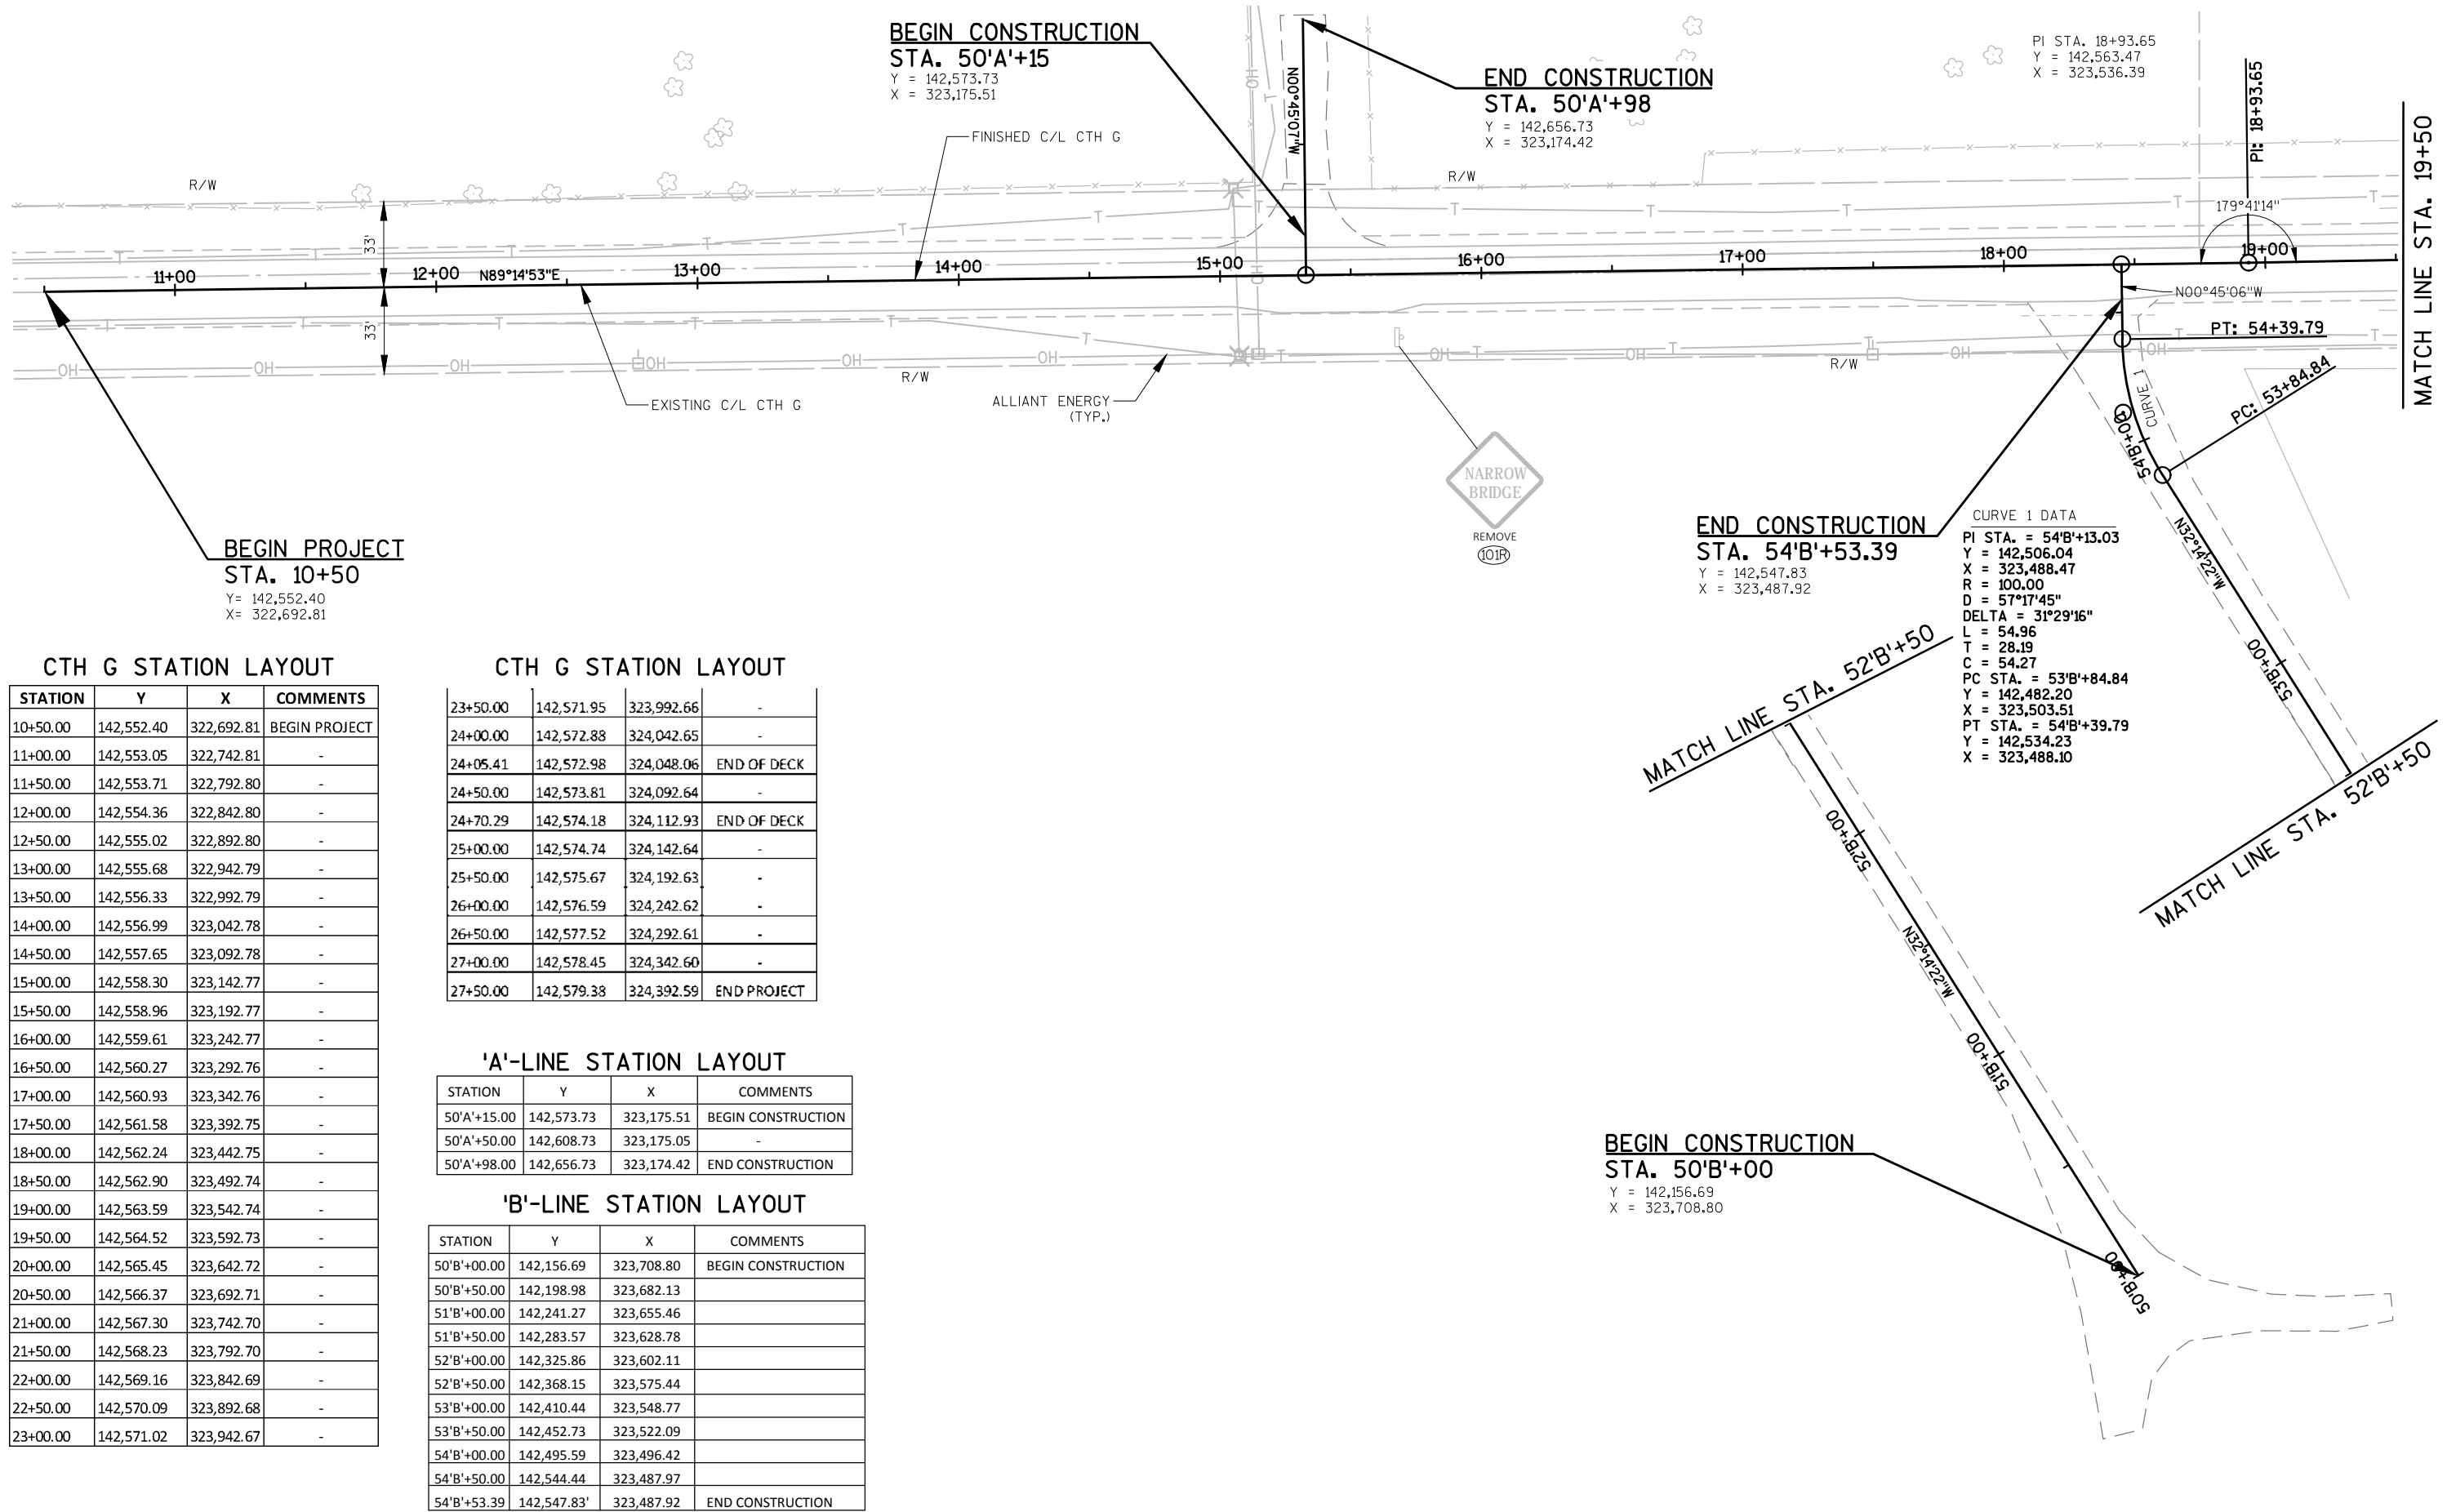 BEGIN CONSTRUCTION
STA. 50'A'+15
Y = 142,573.73
X = 323,175.51
END CONSTRUCTION
STA. 50'A'+98
Y = 142,656.73
X = 323,174.42
PI STA. 18+93.65
Y = 142,563.47
X = 323,536.39
PI: 18+93.65
MATCH LINE STA. 19+50
N00°45'07"W
FINISHED C/L CTH G
R/W
R/W
179°41'14"
33'
33'
11+00
12+00
N89°14'53"E
13+00
14+00
15+00
16+00
17+00
18+00
19+00
N00°45'06"W
PT: 54+39.79
PC: 53+84.84
CURVE 1
54'B'+00
R/W
R/W
EXISTING C/L CTH G
ALLIANT ENERGY
(TYP.)
NARROW
BRIDGE
REMOVE
101R
BEGIN PROJECT
STA. 10+50
Y= 142,552.40
X= 322,692.81
END CONSTRUCTION
STA. 54'B'+53.39
Y = 142,547.83
X = 323,487.92
CURVE 1 DATA
PI STA. = 54'B'+13.03
Y = 142,506.04
X = 323,488.47
R = 100.00
D = 57°17'45"
DELTA = 31°29'16"
L = 54.96
T = 28.19
C = 54.27
PC STA. = 53'B'+84.84
Y = 142,482.20
X = 323,503.51
PT STA. = 54'B'+39.79
Y = 142,534.23
X = 323,488.10
N32°14'22"W
53'B'+00
MATCH LINE STA. 52'B'+50
MATCH LINE STA. 52'B'+50
52'B'+00
N32°14'22"W
51'B'+00
50'B'+00
BEGIN CONSTRUCTION
STA. 50'B'+00
Y = 142,156.69
X = 323,708.80
CTH G STATION LAYOUT
STATION Y X COMMENTS
10+50.00 142,552.40 322,692.81 BEGIN PROJECT
11+00.00 142,553.05 322,742.81 -
11+50.00 142,553.71 322,792.80 -
12+00.00 142,554.36 322,842.80 -
12+50.00 142,555.02 322,892.80 -
13+00.00 142,555.68 322,942.79 -
13+50.00 142,556.33 322,992.79 -
14+00.00 142,556.99 323,042.78 -
14+50.00 142,557.65 323,092.78 -
15+00.00 142,558.30 323,142.77 -
15+50.00 142,558.96 323,192.77 -
16+00.00 142,559.61 323,242.77 -
16+50.00 142,560.27 323,292.76 -
17+00.00 142,560.93 323,342.76 -
17+50.00 142,561.58 323,392.75 -
18+00.00 142,562.24 323,442.75 -
18+50.00 142,562.90 323,492.74 -
19+00.00 142,563.59 323,542.74 -
19+50.00 142,564.52 323,592.73 -
20+00.00 142,565.45 323,642.72 -
20+50.00 142,566.37 323,692.71 -
21+00.00 142,567.30 323,742.70 -
21+50.00 142,568.23 323,792.70 -
22+00.00 142,569.16 323,842.69 -
22+50.00 142,570.09 323,892.68 -
23+00.00 142,571.02 323,942.67 -
CTH G STATION LAYOUT
23+50.00 142,571.95 323,992.66 -
24+00.00 142,572.88 324,042.65 -
24+05.41 142,572.98 324,048.06 END OF DECK
24+50.00 142,573.81 324,092.64 -
24+70.29 142,574.18 324,112.93 END OF DECK
25+00.00 142,574.74 324,142.64 -
25+50.00 142,575.67 324,192.63 -
26+00.00 142,576.59 324,242.62 -
26+50.00 142,577.52 324,292.61 -
27+00.00 142,578.45 324,342.60 -
27+50.00 142,579.38 324,392.59 END PROJECT
'A'-LINE STATION LAYOUT
STATION Y X COMMENTS
50'A'+15.00 142,573.73 323,175.51 BEGIN CONSTRUCTION
50'A'+50.00 142,608.73 323,175.05 -
50'A'+98.00 142,656.73 323,174.42 END CONSTRUCTION
'B'-LINE STATION LAYOUT
STATION Y X COMMENTS
50'B'+00.00 142,156.69 323,708.80 BEGIN CONSTRUCTION
50'B'+50.00 142,198.98 323,682.13
51'B'+00.00 142,241.27 323,655.46
51'B'+50.00 142,283.57 323,628.78
52'B'+00.00 142,325.86 323,602.11
52'B'+50.00 142,368.15 323,575.44
53'B'+00.00 142,410.44 323,548.77
53'B'+50.00 142,452.73 323,522.09
54'B'+00.00 142,495.59 323,496.42
54'B'+50.00 142,544.44 323,487.97
54'B'+53.39 142,547.83' 323,487.92 END CONSTRUCTION